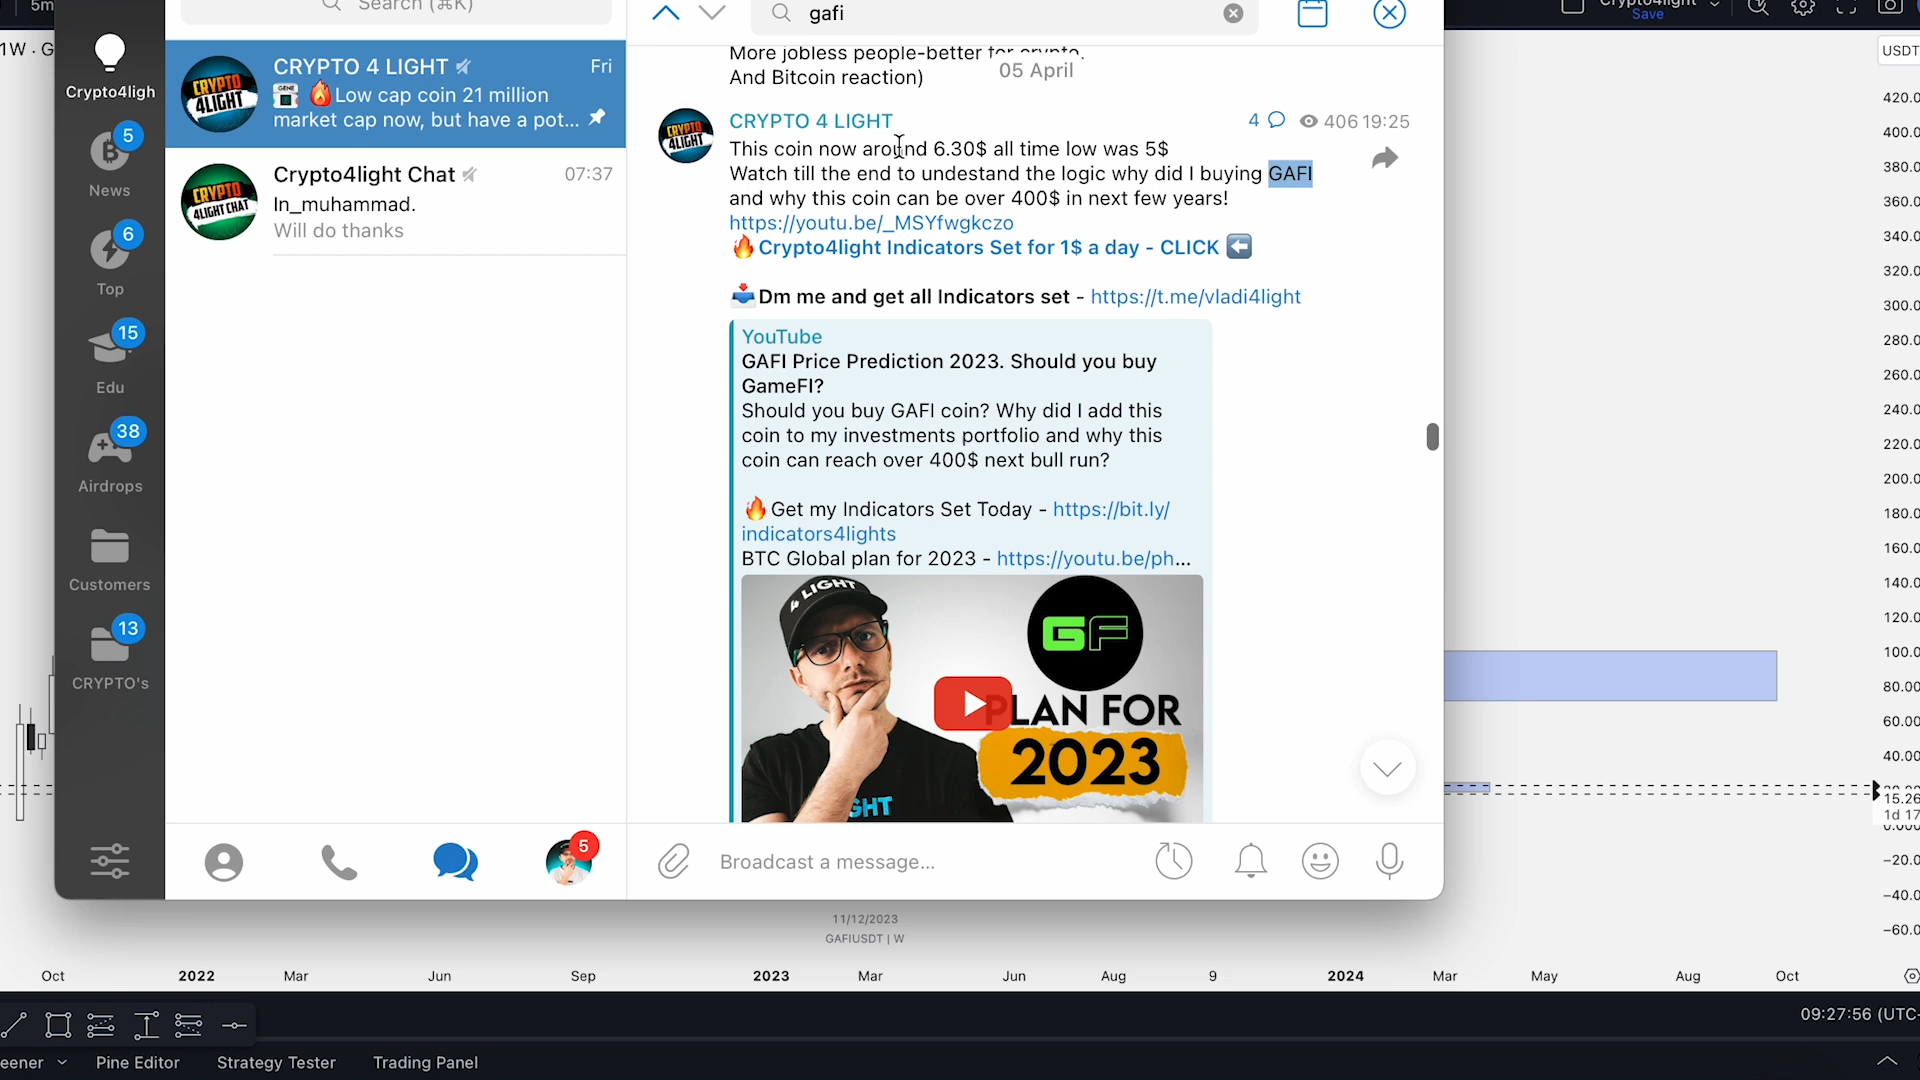 5m
Search (⌘K)
gafi
Crypto4light
Save
1W · G
USDT
Crypto4ligh
5
News
6
Top
15
Edu
38
Airdrops
Customers
13
CRYPTO's
CRYPTO 4 LIGHT
Fri
🔥Low cap coin 21 million
market cap now, but have a pot...
Crypto4light Chat
07:37
In_muhammad.
Will do thanks
More jobless people-better for crypto.
And Bitcoin reaction)
05 April
CRYPTO 4 LIGHT
4
406 19:25
This coin now around 6.30$ all time low was 5$
Watch till the end to undestand the logic why did I buying GAFI
and why this coin can be over 400$ in next few years!
https://youtu.be/_MSYfwgkczo
🔥Crypto4light Indicators Set for 1$ a day - CLICK ⬅️
📥Dm me and get all Indicators set - https://t.me/vladi4light
YouTube
GAFI Price Prediction 2023. Should you buy
GameFI?
Should you buy GAFI coin? Why did I add this
coin to my investments portfolio and why this
coin can reach over 400$ next bull run?
🔥Get my Indicators Set Today - https://bit.ly/
indicators4lights
BTC Global plan for 2023 - https://youtu.be/ph...
4 LIGHT
GF
PLAN FOR
2023
GHT
5
Broadcast a message...
CRYPTO
4LIGHT
CRYPTO
4LIGHT CHAT
CRYPTO
4LIGHT
GENE
420.0
400.0
380.0
360.0
340.0
320.0
300.0
280.0
260.0
240.0
220.0
200.0
180.0
160.0
140.0
120.0
100.0
80.00
60.00
40.00
15.26
1d 17
0.000
-20.0
-40.0
-60.0
11/12/2023
GAFIUSDT | W
Oct
2022
Mar
Jun
Sep
2023
Mar
Jun
Aug
9
2024
Mar
May
Aug
Oct
09:27:56 (UTC-
eener
Pine Editor
Strategy Tester
Trading Panel